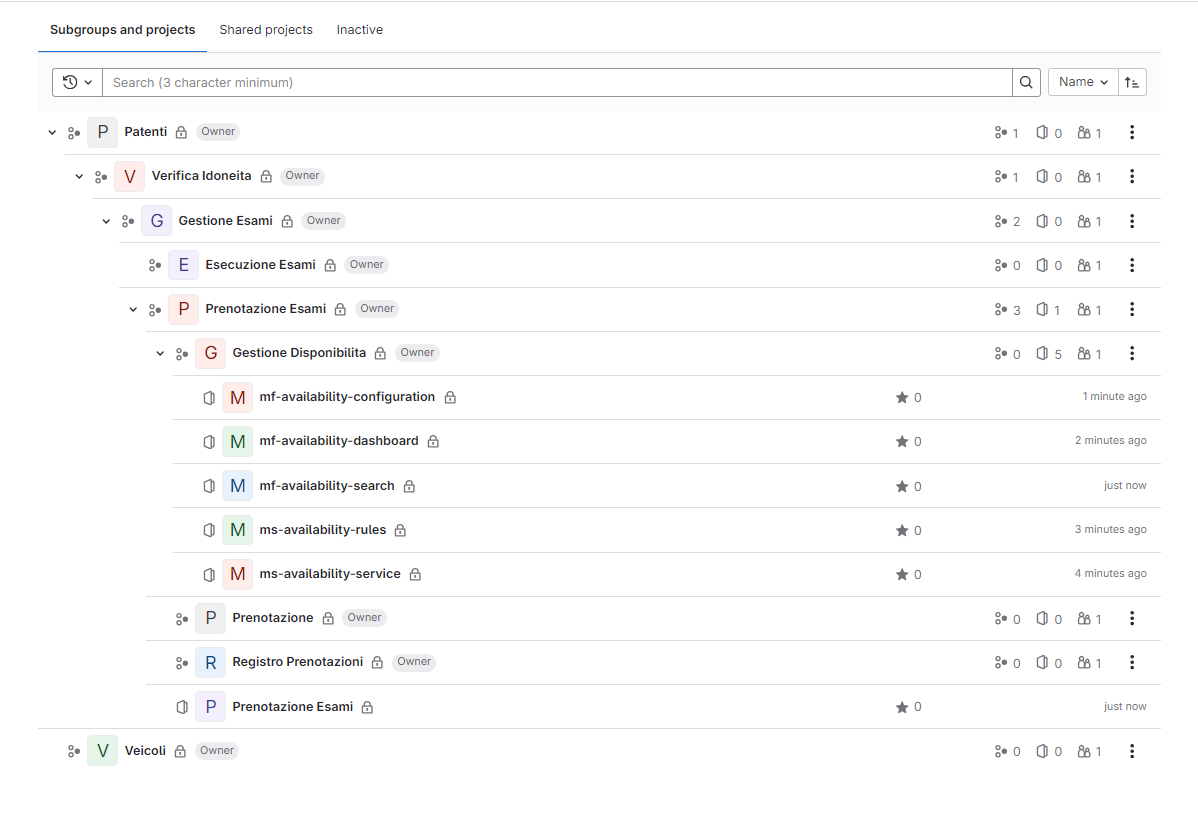 Subgroups and projects Shared projects Inactive
Search (3 character minimum) Name
P Patenti Owner 1 0 1
V Verifica Idoneita Owner 1 0 1
G Gestione Esami Owner 2 0 1
E Esecuzione Esami Owner 0 0 1
P Prenotazione Esami Owner 3 1 1
G Gestione Disponibilita Owner 0 5 1
M mf-availability-configuration 0 1 minute ago
M mf-availability-dashboard 0 2 minutes ago
M mf-availability-search 0 just now
M ms-availability-rules 0 3 minutes ago
M ms-availability-service 0 4 minutes ago
P Prenotazione Owner 0 0 1
R Registro Prenotazioni Owner 0 0 1
P Prenotazione Esami 0 just now
V Veicoli Owner 0 0 1